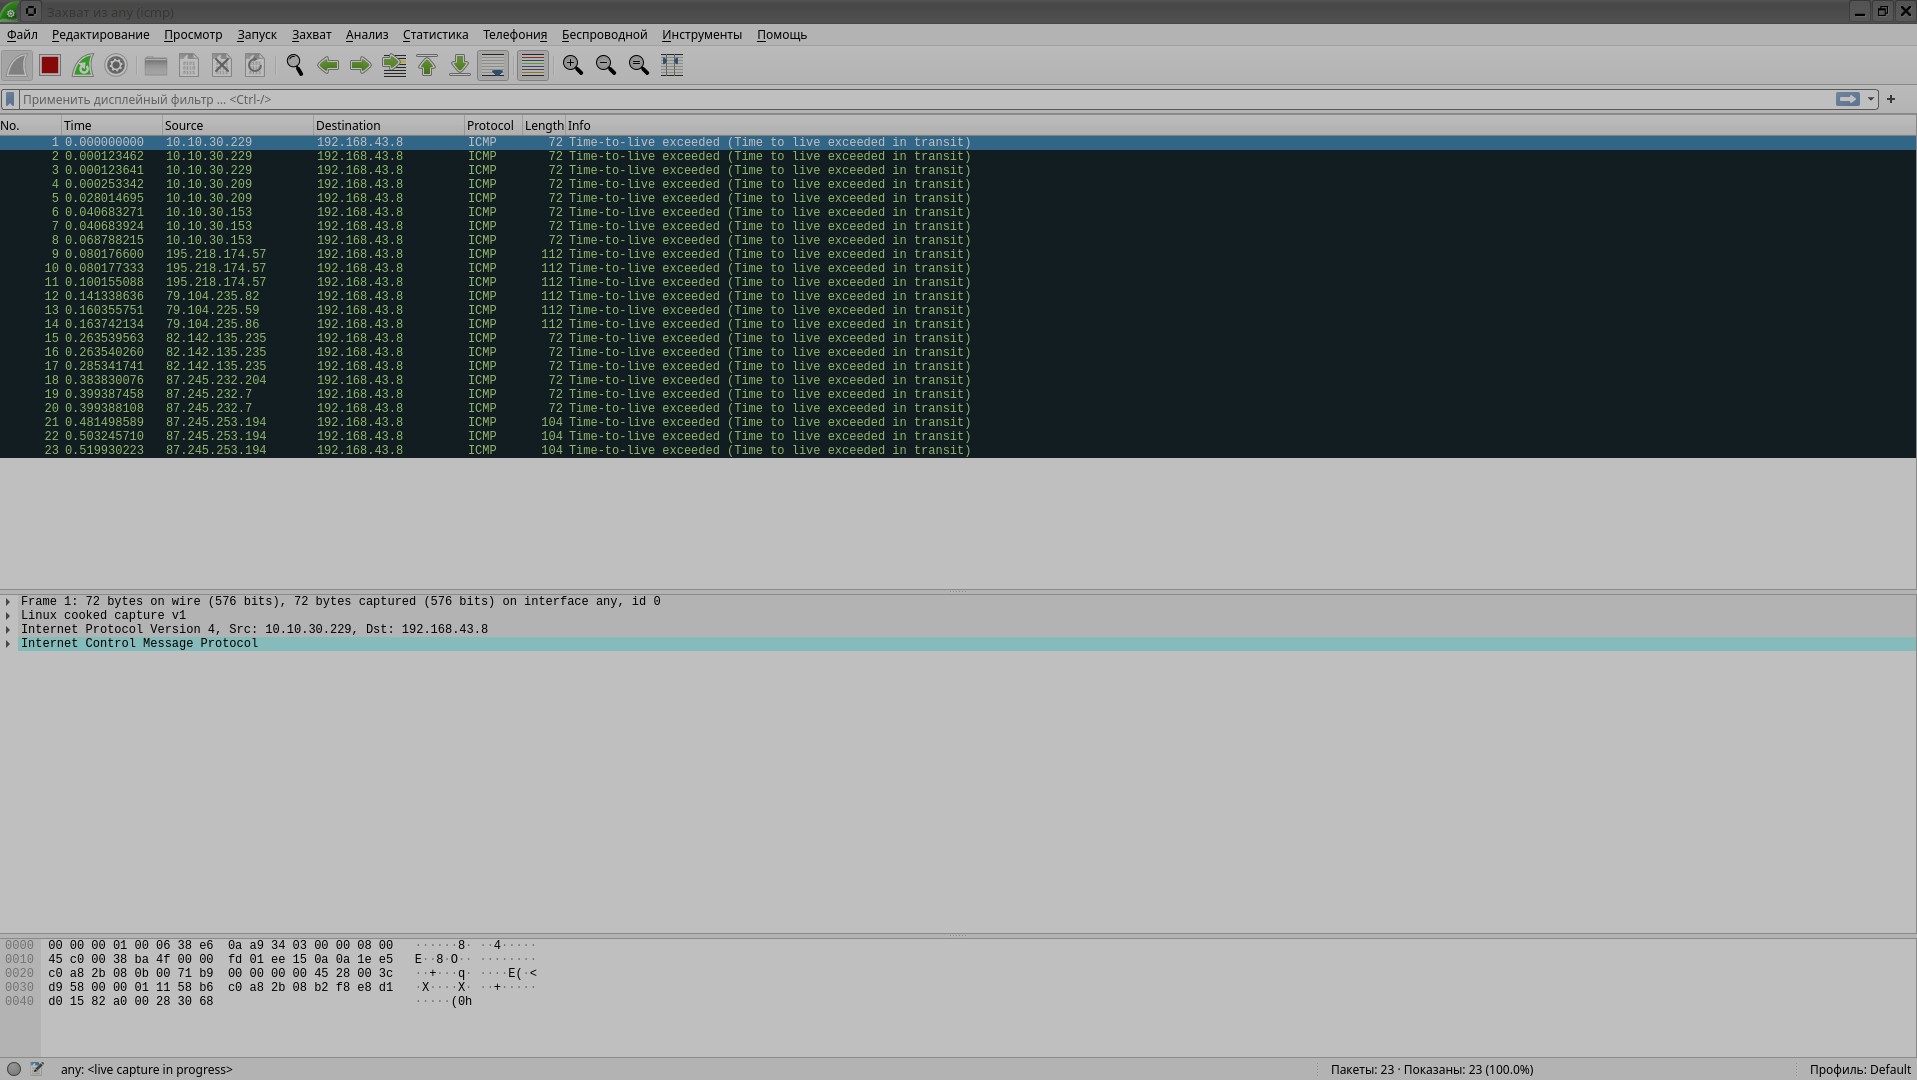 Захват из any (icmp)
Файл Редактирование Просмотр Запуск Захват Анализ Статистика Телефония Беспроводной Инструменты Помощь
Применить дисплейный фильтр ... <Ctrl-/> +
No. Time Source Destination Protocol Length Info
1 0.000000000 10.10.30.229 192.168.43.8 ICMP 72 Time-to-live exceeded (Time to live exceeded in transit)
2 0.000123462 10.10.30.229 192.168.43.8 ICMP 72 Time-to-live exceeded (Time to live exceeded in transit)
3 0.000123641 10.10.30.229 192.168.43.8 ICMP 72 Time-to-live exceeded (Time to live exceeded in transit)
4 0.000253342 10.10.30.209 192.168.43.8 ICMP 72 Time-to-live exceeded (Time to live exceeded in transit)
5 0.028014695 10.10.30.209 192.168.43.8 ICMP 72 Time-to-live exceeded (Time to live exceeded in transit)
6 0.040683271 10.10.30.153 192.168.43.8 ICMP 72 Time-to-live exceeded (Time to live exceeded in transit)
7 0.040683924 10.10.30.153 192.168.43.8 ICMP 72 Time-to-live exceeded (Time to live exceeded in transit)
8 0.068788215 10.10.30.153 192.168.43.8 ICMP 72 Time-to-live exceeded (Time to live exceeded in transit)
9 0.080176600 195.218.174.57 192.168.43.8 ICMP 112 Time-to-live exceeded (Time to live exceeded in transit)
10 0.080177333 195.218.174.57 192.168.43.8 ICMP 112 Time-to-live exceeded (Time to live exceeded in transit)
11 0.100155088 195.218.174.57 192.168.43.8 ICMP 112 Time-to-live exceeded (Time to live exceeded in transit)
12 0.141338636 79.104.235.82 192.168.43.8 ICMP 112 Time-to-live exceeded (Time to live exceeded in transit)
13 0.160355751 79.104.225.59 192.168.43.8 ICMP 112 Time-to-live exceeded (Time to live exceeded in transit)
14 0.163742134 79.104.235.86 192.168.43.8 ICMP 112 Time-to-live exceeded (Time to live exceeded in transit)
15 0.263539563 82.142.135.235 192.168.43.8 ICMP 72 Time-to-live exceeded (Time to live exceeded in transit)
16 0.263540260 82.142.135.235 192.168.43.8 ICMP 72 Time-to-live exceeded (Time to live exceeded in transit)
17 0.285341741 82.142.135.235 192.168.43.8 ICMP 72 Time-to-live exceeded (Time to live exceeded in transit)
18 0.383830076 87.245.232.204 192.168.43.8 ICMP 72 Time-to-live exceeded (Time to live exceeded in transit)
19 0.399387458 87.245.232.7 192.168.43.8 ICMP 72 Time-to-live exceeded (Time to live exceeded in transit)
20 0.399388108 87.245.232.7 192.168.43.8 ICMP 72 Time-to-live exceeded (Time to live exceeded in transit)
21 0.481498589 87.245.253.194 192.168.43.8 ICMP 104 Time-to-live exceeded (Time to live exceeded in transit)
22 0.503245710 87.245.253.194 192.168.43.8 ICMP 104 Time-to-live exceeded (Time to live exceeded in transit)
23 0.519930223 87.245.253.194 192.168.43.8 ICMP 104 Time-to-live exceeded (Time to live exceeded in transit)
Frame 1: 72 bytes on wire (576 bits), 72 bytes captured (576 bits) on interface any, id 0
Linux cooked capture v1
Internet Protocol Version 4, Src: 10.10.30.229, Dst: 192.168.43.8
Internet Control Message Protocol
0000 00 00 00 01 00 06 38 e6 0a a9 34 03 00 00 08 00 ······8· ··4·····
0010 45 c0 00 38 ba 4f 00 00 fd 01 ee 15 0a 0a 1e e5 E··8·O·· ········
0020 c0 a8 2b 08 0b 00 71 b9 00 00 00 00 45 28 00 3c ··+···q· ····E(·<
0030 d9 58 00 00 01 11 58 b6 c0 a8 2b 08 b2 f8 e8 d1 ·X····X· ··+·····
0040 d0 15 82 a0 00 28 30 68 ·····(0h
any: <live capture in progress> Пакеты: 23 · Показаны: 23 (100.0%) Профиль: Default